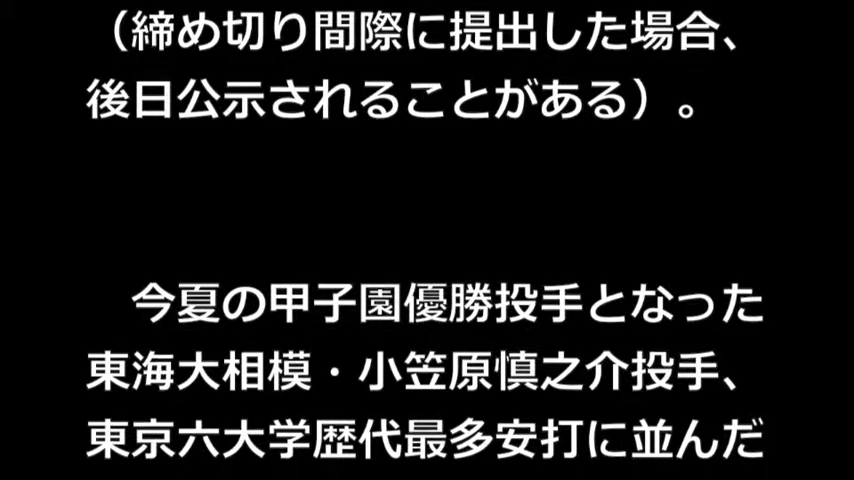 （締め切り間際に提出した場合、
後日公示されることがある）。
　今夏の甲子園優勝投手となった
東海大相模・小笠原慎之介投手、
東京六大学歴代最多安打に並んだ